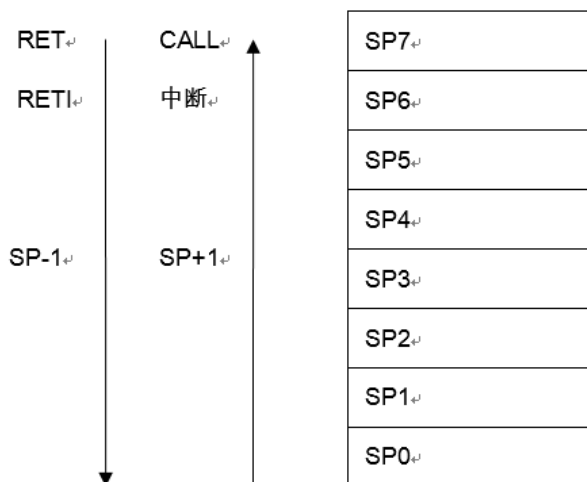 RET CALL SP7
RETI 中断 SP6
SP5
SP4
SP-1 SP+1 SP3
SP2
SP1
SP0